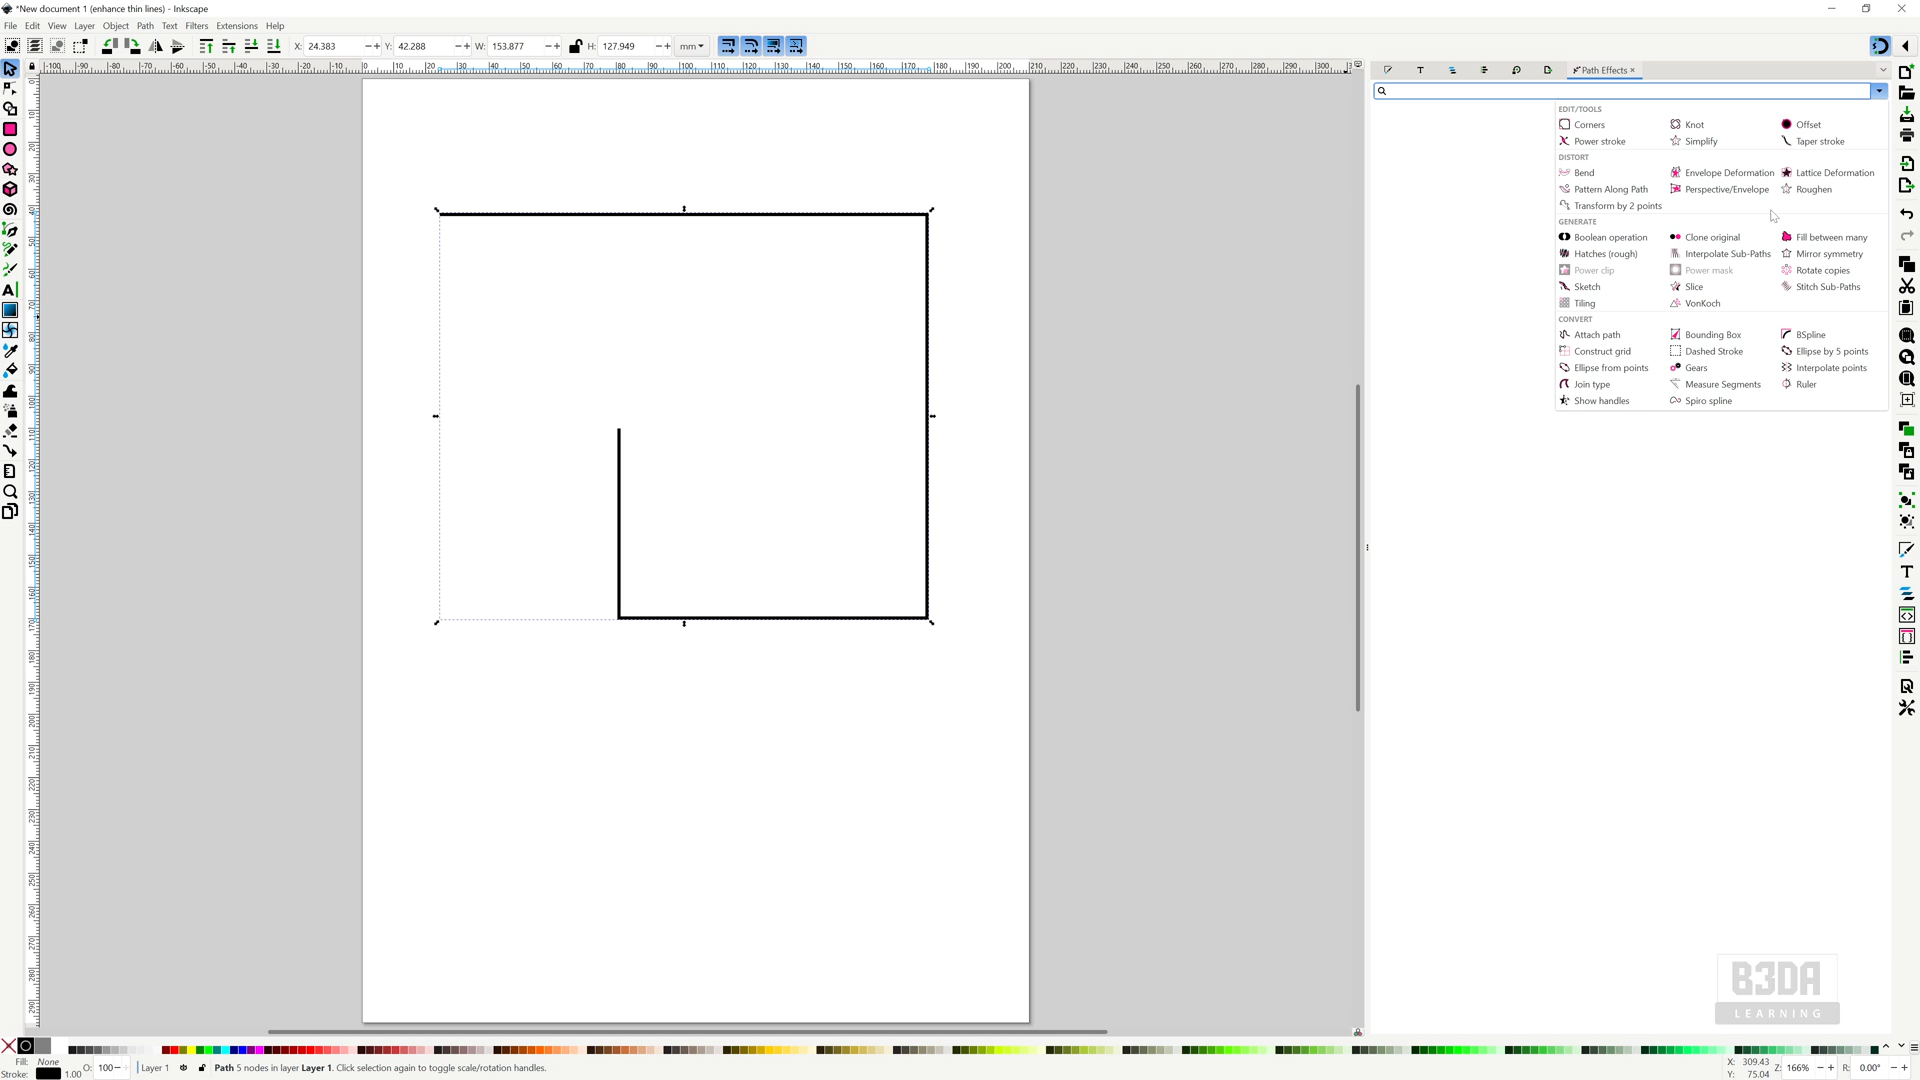 *New document 1 (enhance thin lines) - Inkscape
File Edit View Layer Object Path Text Filters Extensions Help
X: 24.383 Y: 42.288 W: 153.877 H: 127.949 mm
Path Effects
EDIT/TOOLS
Corners Knot Offset
Power stroke Simplify Taper stroke
DISTORT
Bend Envelope Deformation Lattice Deformation
Pattern Along Path Perspective/Envelope Roughen
Transform by 2 points
GENERATE
Boolean operation Clone original Fill between many
Hatches (rough) Interpolate Sub-Paths Mirror symmetry
Power clip Power mask Rotate copies
Sketch Slice Stitch Sub-Paths
Tiling VonKoch
CONVERT
Attach path Bounding Box BSpline
Construct grid Dashed Stroke Ellipse by 5 points
Ellipse from points Gears Interpolate points
Join type Measure Segments Ruler
Show handles Spiro spline
B3DA
LEARNING
Fill: None
Stroke: 1.00 O: 100 Layer 1 Path 5 nodes in layer Layer 1. Click selection again to toggle scale/rotation handles.
X: 309.43
Y: 75.04
Z: 166% R: 0.00°